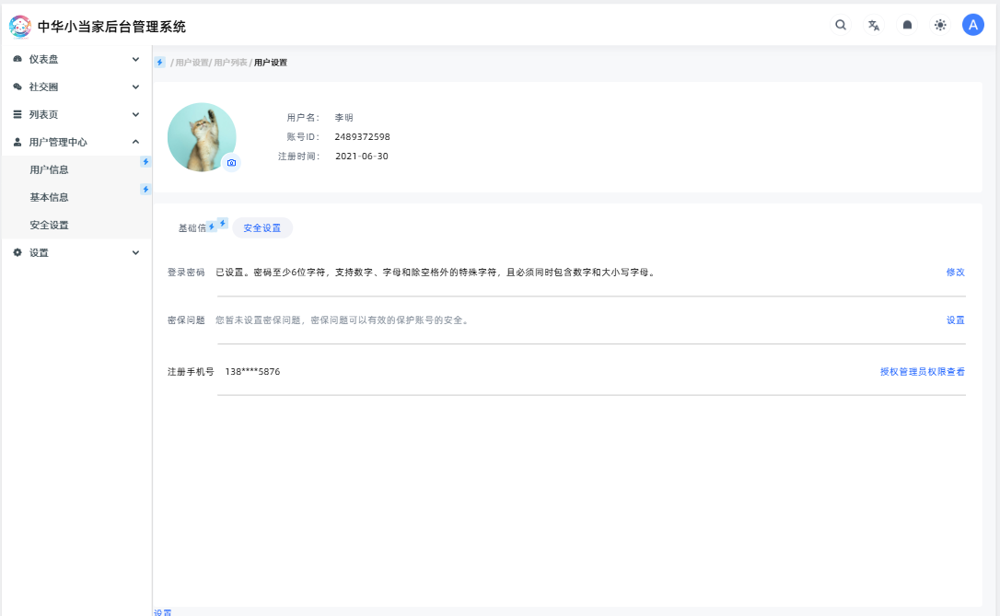 中华小当家后台管理系统
A
仪表盘
社交圈
列表页
用户管理中心
用户信息
基本信息
安全设置
设置
/ 用户设置/ 用户列表 / 用户设置
用户名： 李明
账号ID： 2489372598
注册时间： 2021-06-30
基础信 安全设置
登录密码 已设置。密码至少6位字符，支持数字、字母和除空格外的特殊字符，且必须同时包含数字和大小写字母。 修改
密保问题 您暂未设置密保问题，密保问题可以有效的保护账号的安全。 设置
注册手机号 138****5876 授权管理员权限查看
设置